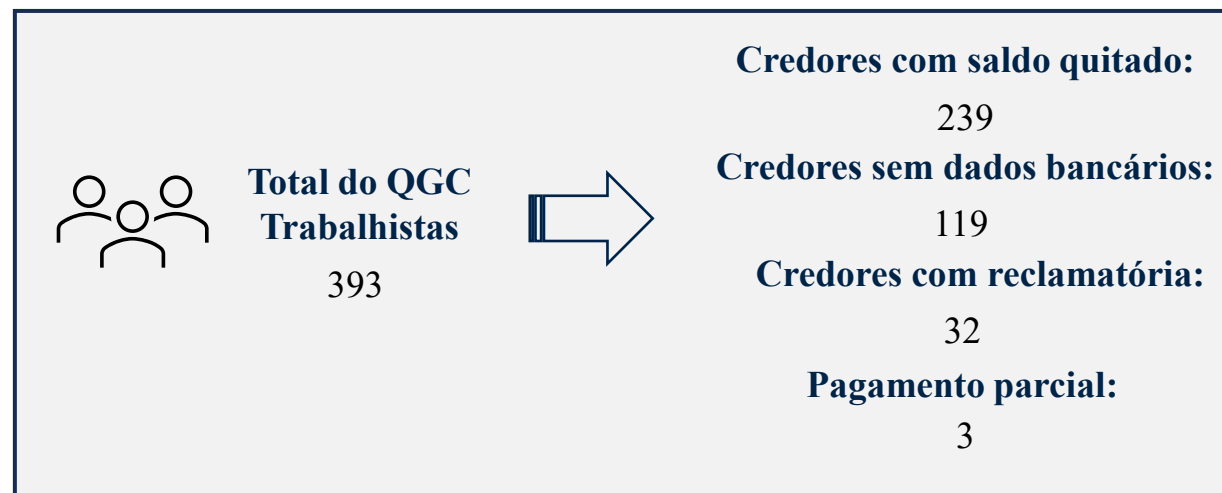 Total do QGC
Trabalhistas
393
Credores com saldo quitado:
239
Credores sem dados bancários:
119
Credores com reclamatória:
32
Pagamento parcial:
3